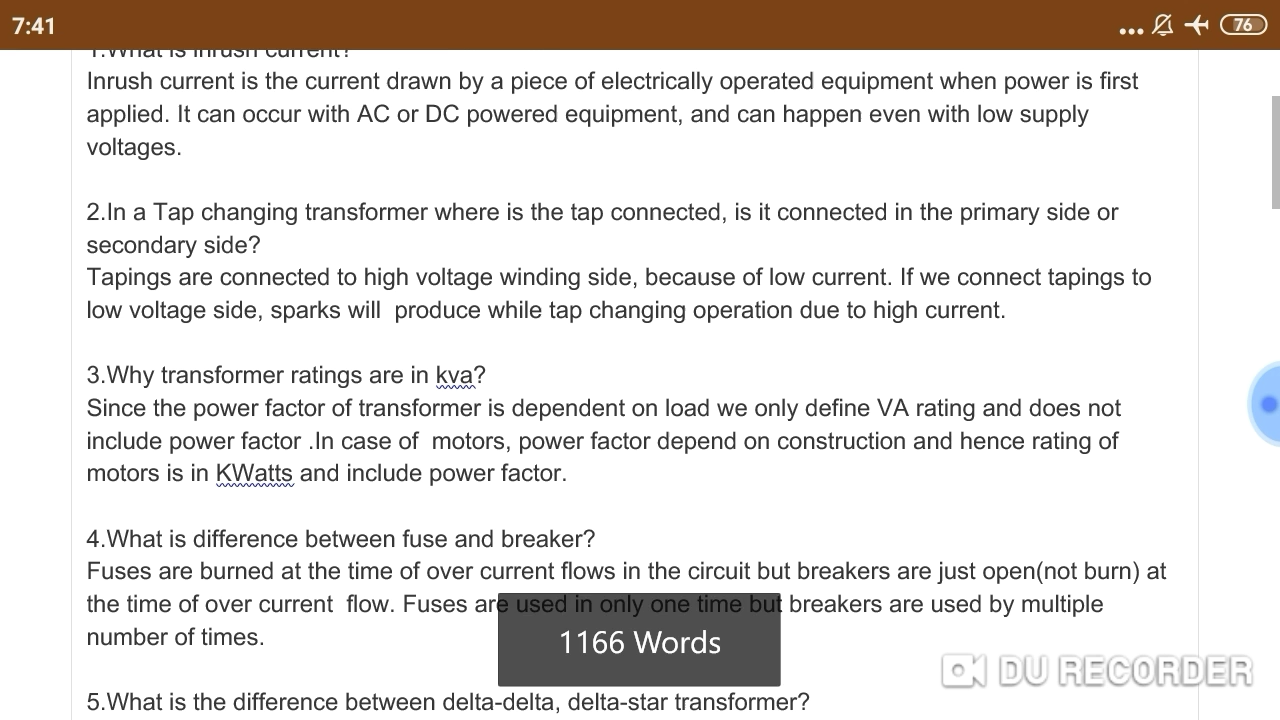 7:41
76
1.What is inrush current?
Inrush current is the current drawn by a piece of electrically operated equipment when power is first
applied. It can occur with AC or DC powered equipment, and can happen even with low supply
voltages.
2.In a Tap changing transformer where is the tap connected, is it connected in the primary side or
secondary side?
Tapings are connected to high voltage winding side, because of low current. If we connect tapings to
low voltage side, sparks will  produce while tap changing operation due to high current.
3.Why transformer ratings are in kva?
Since the power factor of transformer is dependent on load we only define VA rating and does not
include power factor .In case of  motors, power factor depend on construction and hence rating of
motors is in KWatts and include power factor.
4.What is difference between fuse and breaker?
Fuses are burned at the time of over current flows in the circuit but breakers are just open(not burn) at
the time of over current  flow. Fuses are used in only one time but breakers are used by multiple
number of times.
1166 Words
DU RECORDER
5.What is the difference between delta-delta, delta-star transformer?